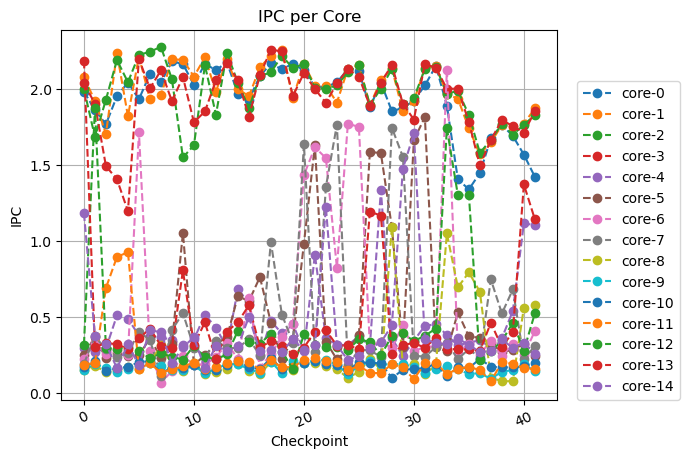 IPC per Core
IPC
2.0
1.5
1.0
0.5
0.0
0
10
20
30
40
Checkpoint
core-0
core-1
core-2
core-3
core-4
core-5
core-6
core-7
core-8
core-9
core-10
core-11
core-12
core-13
core-14